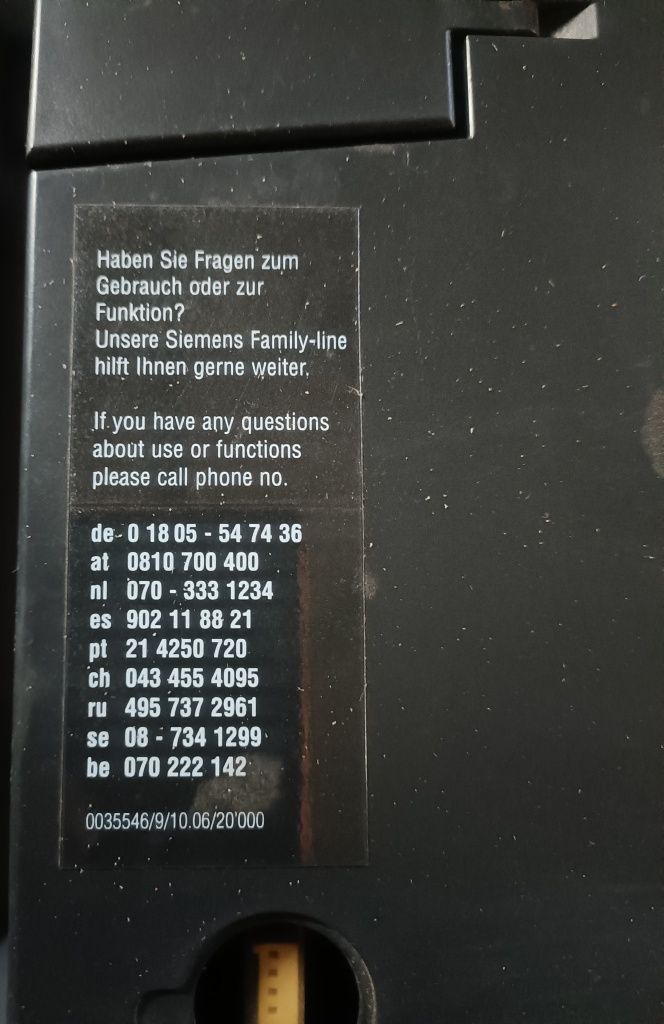 Haben Sie Fragen zum
Gebrauch oder zur
Funktion?
Unsere Siemens Family-line
hilft Ihnen gerne weiter.
If you have any questions
about use or functions
please call phone no.
de 0 18 05 - 54 74 36
at 0810 700 400
nl 070 - 333 1234
es 902 11 88 21
pt 21 4250 720
ch 043 455 4095
ru 495 737 2961
se 08 - 734 1299
be 070 222 142
0035546/9/10.06/20'000